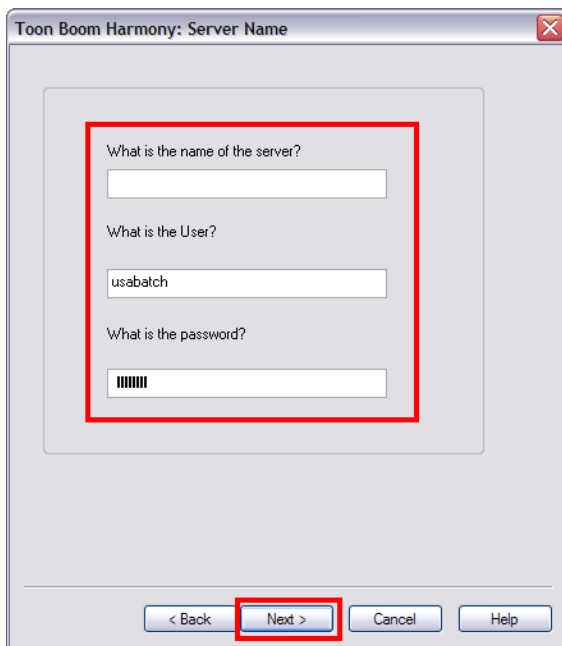 Toon Boom Harmony: Server Name
What is the name of the server?
What is the User?
usabatch
What is the password?
< Back Next > Cancel Help